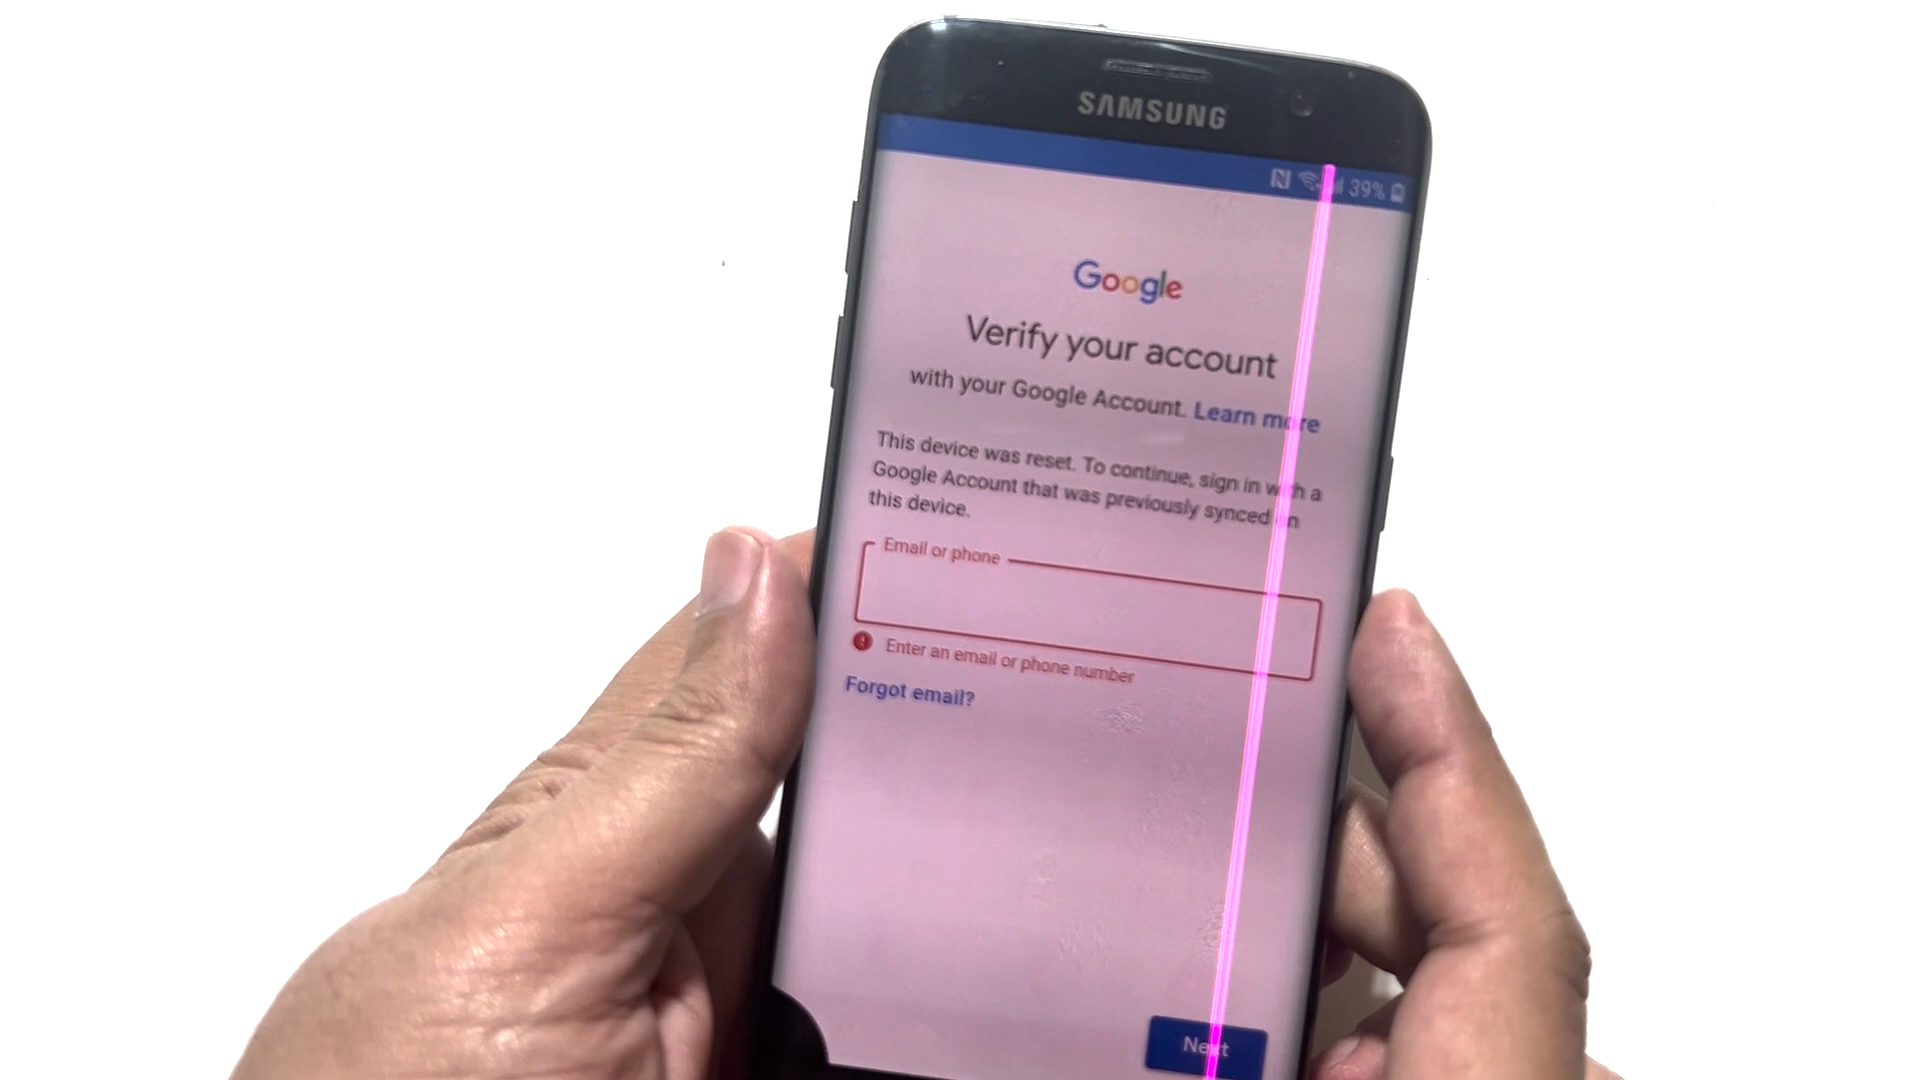 SAMSUNG
39%
Google
Verify your account
with your Google Account. Learn more
This device was reset. To continue, sign in with a
Google Account that was previously synced on
this device.
Email or phone
Enter an email or phone number
Forgot email?
Next